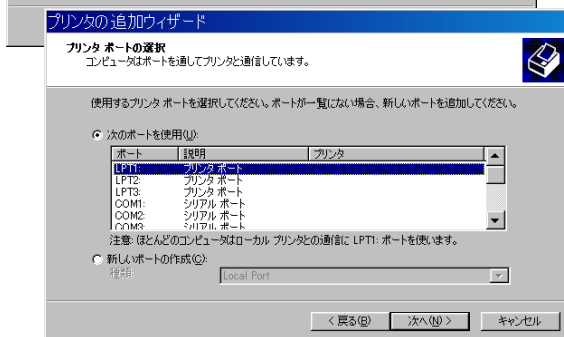 プリンタの追加ウィザード
プリンタ ポートの選択
コンピュータはポートを通してプリンタと通信しています。
使用するプリンタ ポートを選択してください。ポートが一覧にない場合、新しいポートを追加してください。
次のポートを使用(U):
ポート 説明 プリンタ
LPT1: プリンタ ポート
LPT2: プリンタ ポート
LPT3: プリンタ ポート
COM1: シリアル ポート
COM2: シリアル ポート
COM3: シリアル ポート
注意: ほとんどのコンピュータはローカル プリンタとの通信に LPT1: ポートを使います。
新しいポートの作成(C):
種類: Local Port
< 戻る(B) 次へ(N) > キャンセル